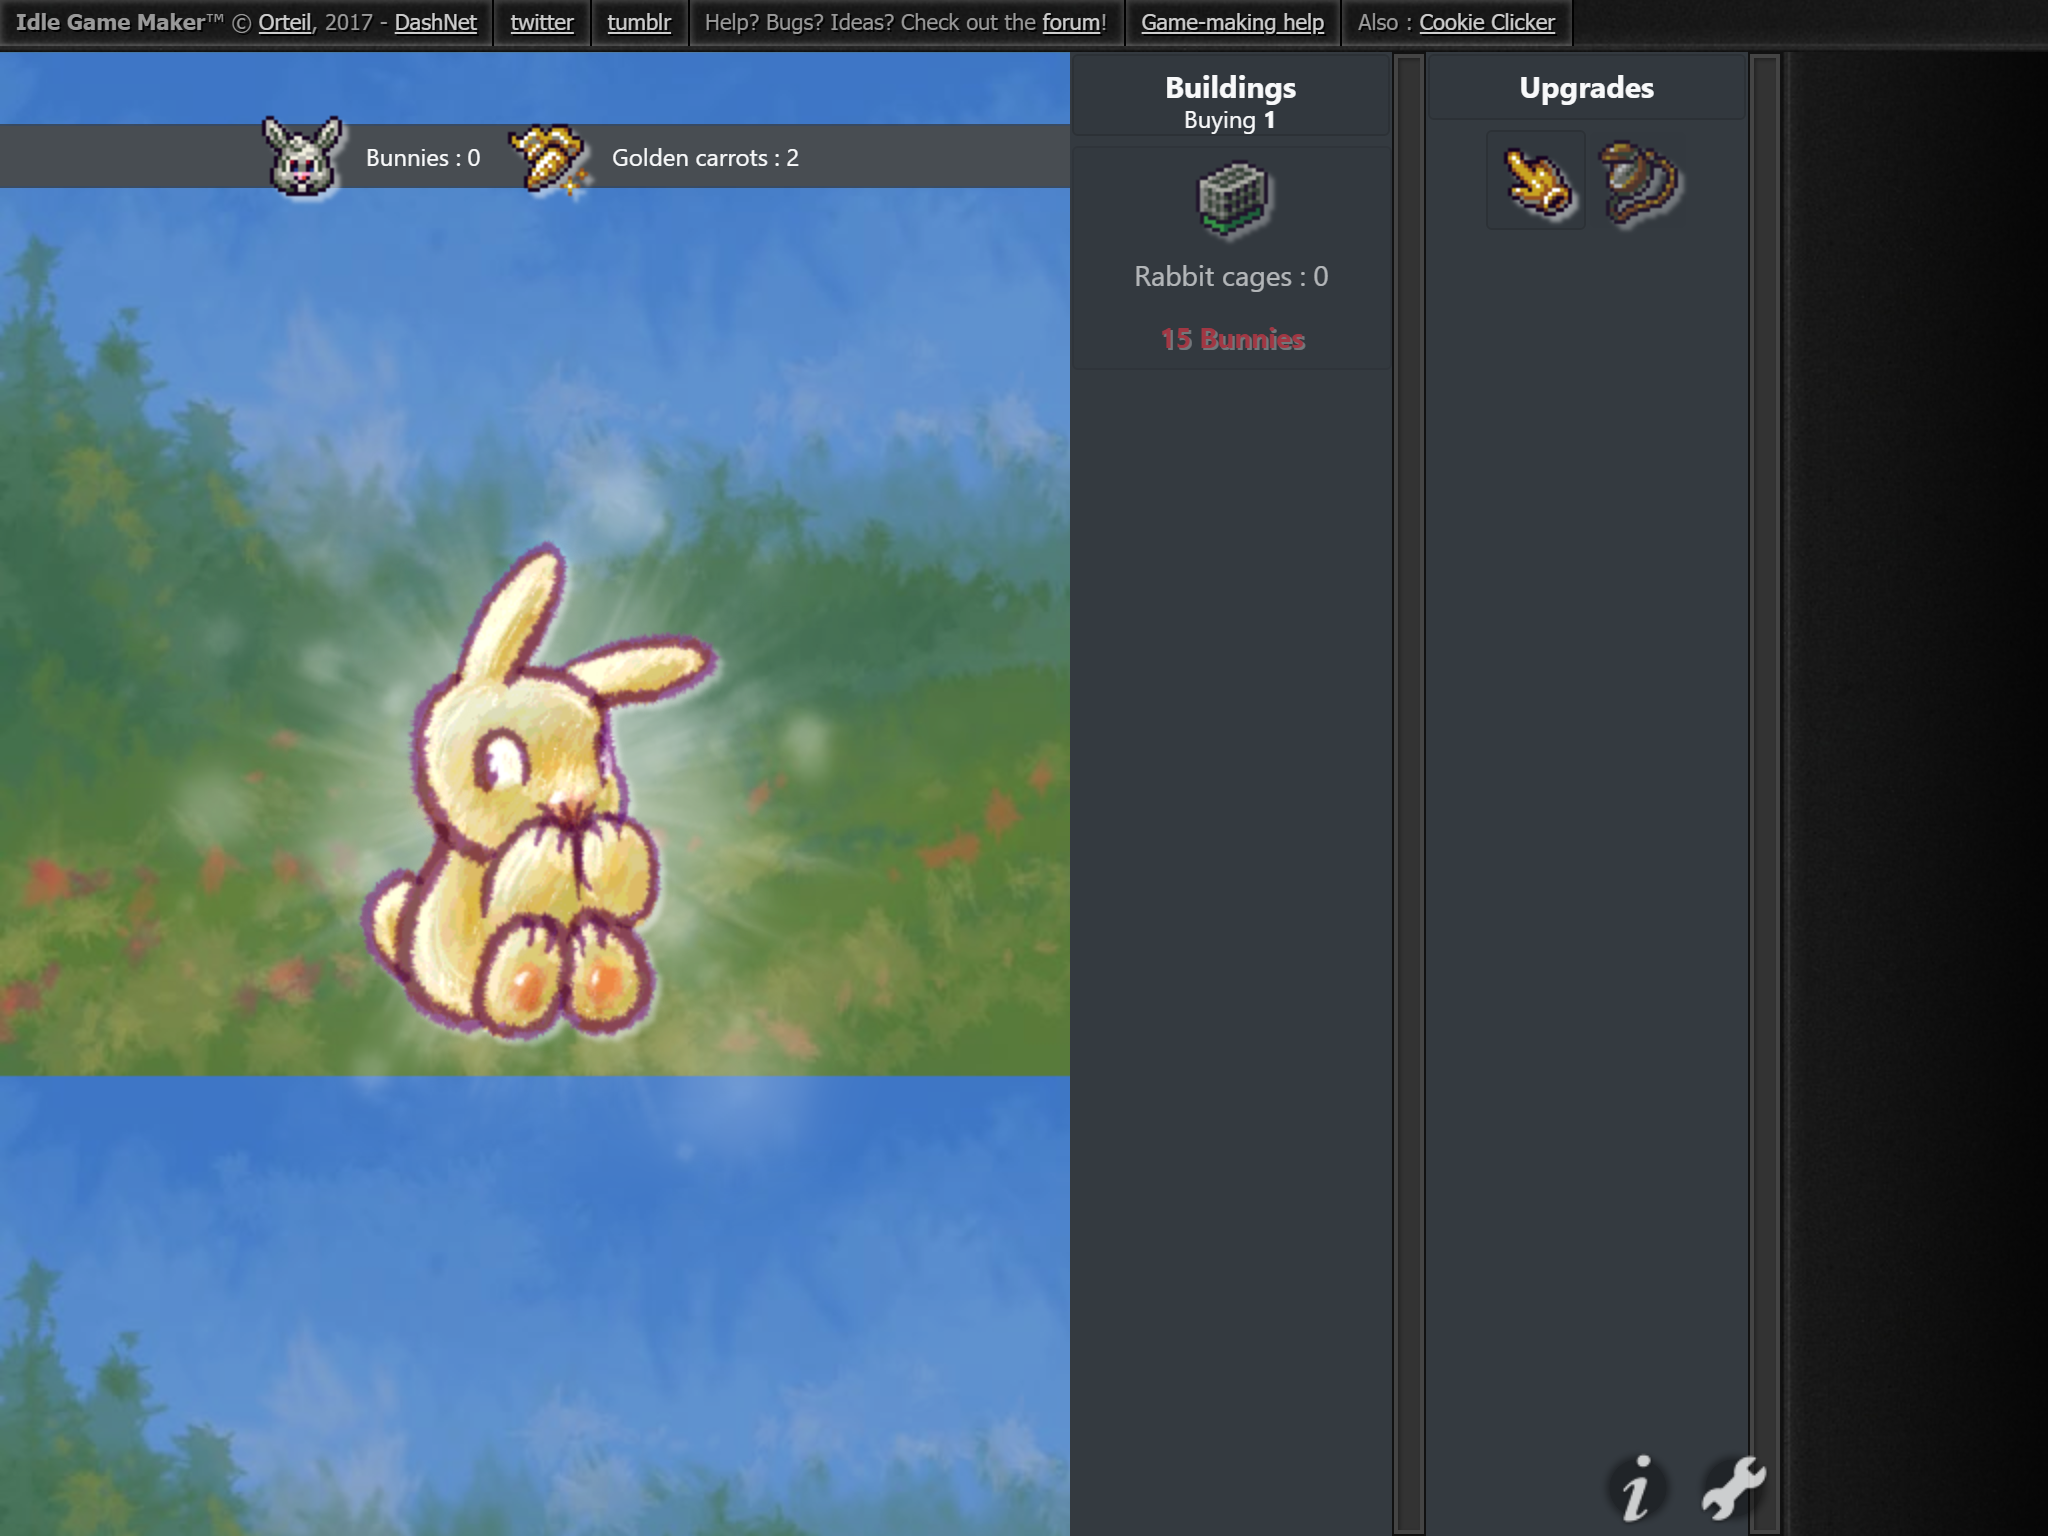 Idle Game Maker™ © Orteil, 2017 - DashNet
twitter
tumblr
Help? Bugs? Ideas? Check out the forum!
Game-making help
Also : Cookie Clicker
Bunnies : 0
Golden carrots : 2
Buildings
Buying 1
Rabbit cages : 0
15 Bunnies
Upgrades